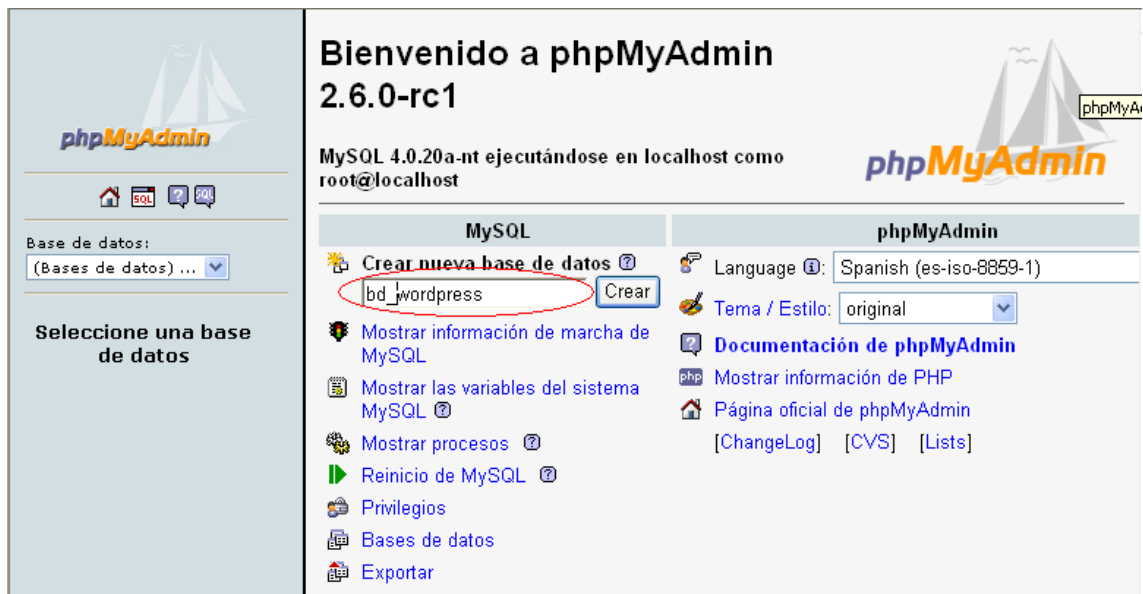 phpMyAdmin
SQL
? SQL
Base de datos:
(Bases de datos) ...
Seleccione una base
de datos
Bienvenido a phpMyAdmin
2.6.0-rc1
MySQL 4.0.20a-nt ejecutándose en localhost como
root@localhost
phpMyAdmin
MySQL
Crear nueva base de datos ?
bd_wordpress Crear
Mostrar información de marcha de
MySQL
Mostrar las variables del sistema
MySQL ?
Mostrar procesos ?
Reinicio de MySQL ?
Privilegios
Bases de datos
Exportar
phpMyAdmin
Language i: Spanish (es-iso-8859-1)
Tema / Estilo: original
? Documentación de phpMyAdmin
php Mostrar información de PHP
Página oficial de phpMyAdmin
[ChangeLog] [CVS] [Lists]